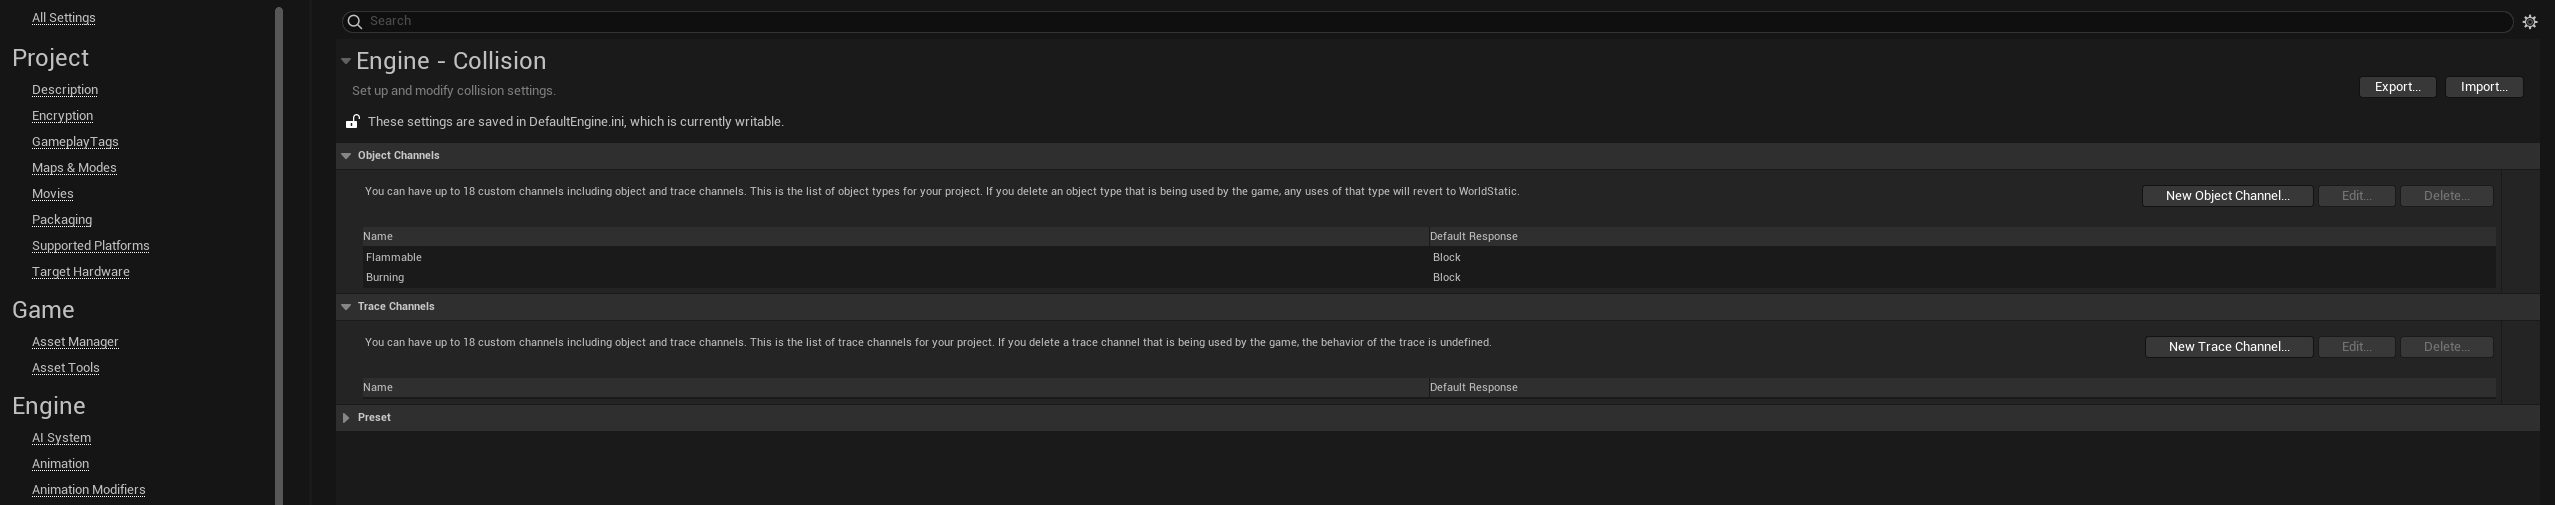 All Settings
Project
Description
Encryption
GameplayTags
Maps & Modes
Movies
Packaging
Supported Platforms
Target Hardware
Game
Asset Manager
Asset Tools
Engine
AI System
Animation
Animation Modifiers
Search
Engine - Collision
Set up and modify collision settings.
Export... Import...
These settings are saved in DefaultEngine.ini, which is currently writable.
Object Channels
You can have up to 18 custom channels including object and trace channels. This is the list of object types for your project. If you delete an object type that is being used by the game, any uses of that type will revert to WorldStatic.
New Object Channel... Edit... Delete...
Name Default Response
Flammable Block
Burning Block
Trace Channels
You can have up to 18 custom channels including object and trace channels. This is the list of trace channels for your project. If you delete a trace channel that is being used by the game, the behavior of the trace is undefined.
New Trace Channel... Edit... Delete...
Name Default Response
Preset